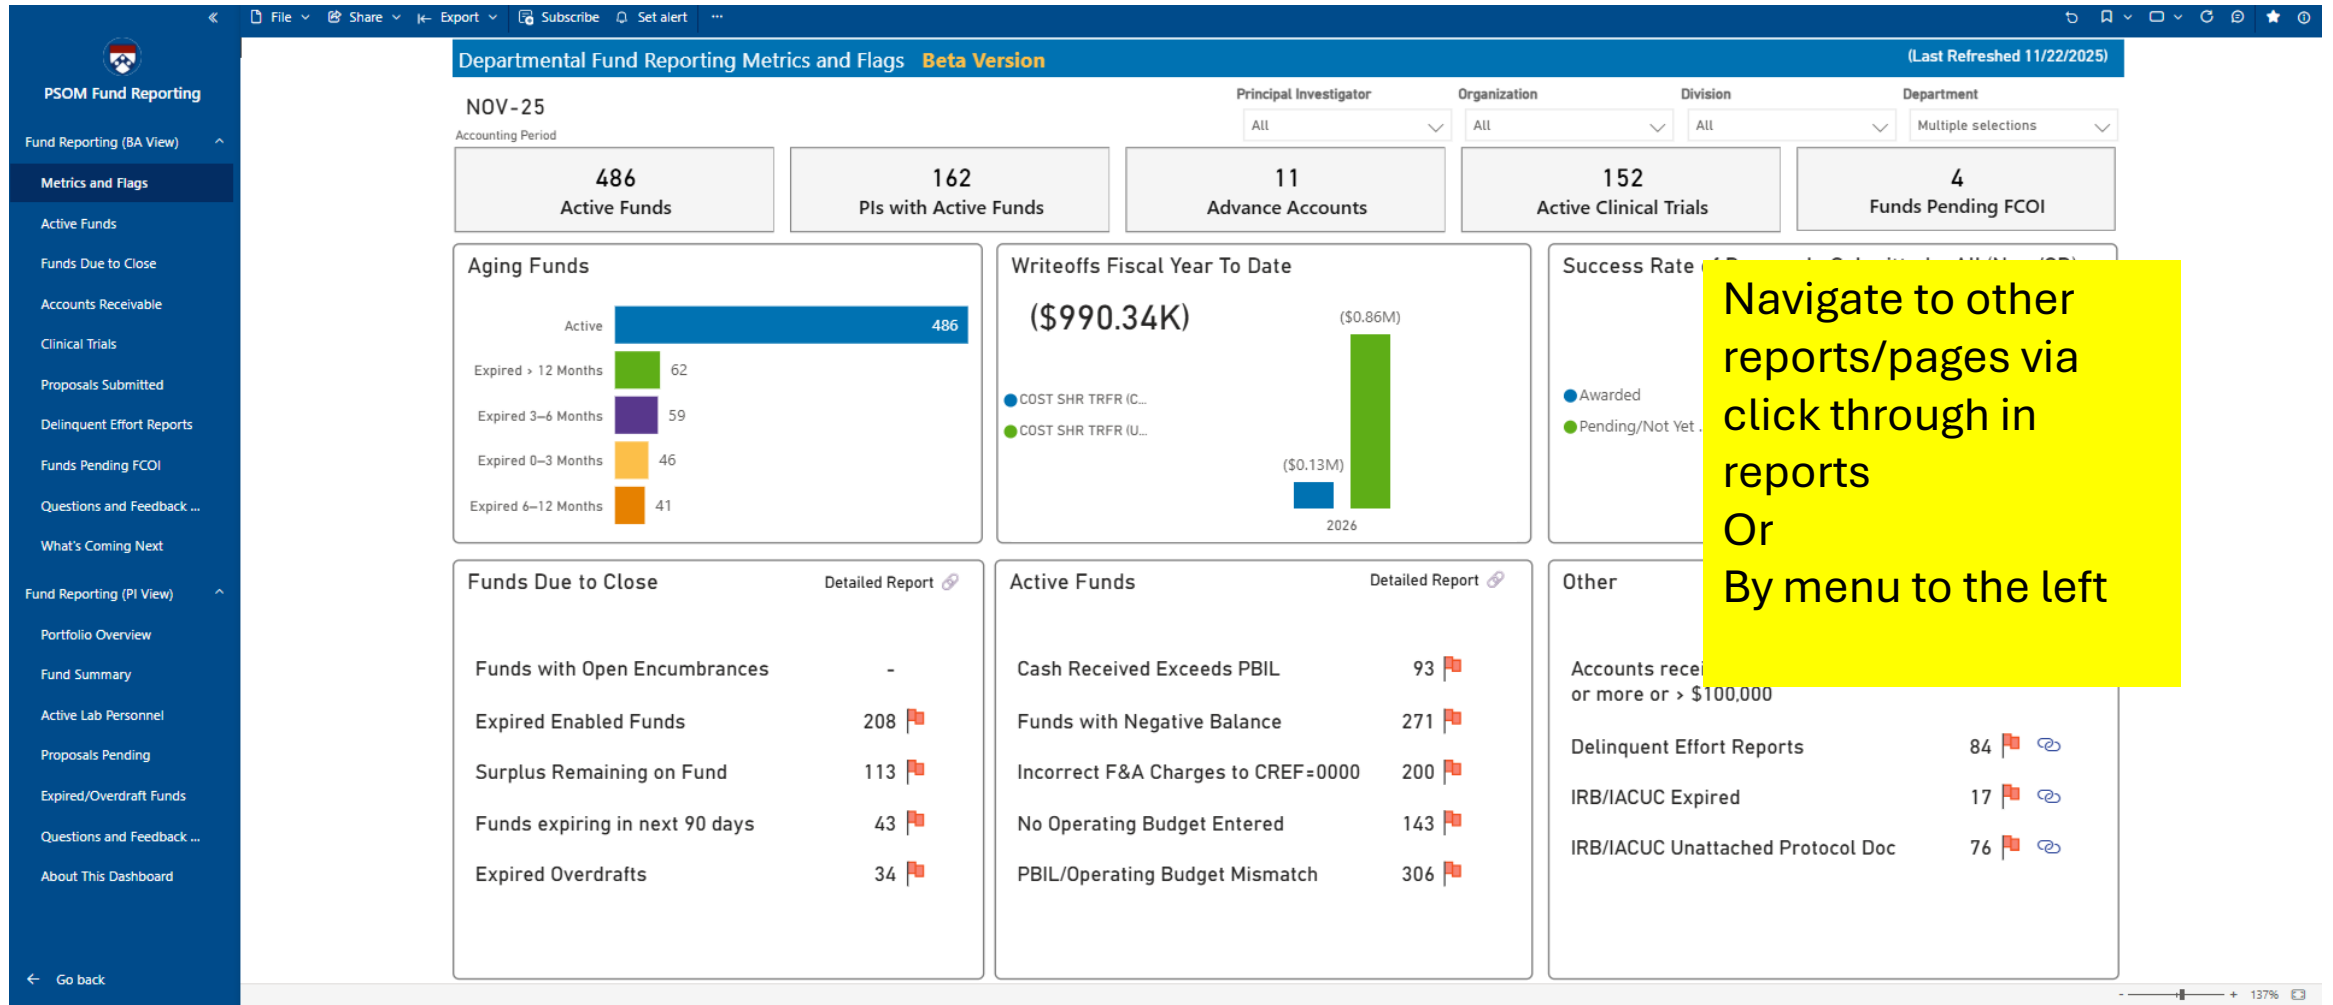 File
Share
Export
Subscribe
Set alert
PSOM Fund Reporting
Fund Reporting (BA View)
Metrics and Flags
Active Funds
Funds Due to Close
Accounts Receivable
Clinical Trials
Proposals Submitted
Delinquent Effort Reports
Funds Pending FCOI
Questions and Feedback ...
What's Coming Next
Fund Reporting (PI View)
Portfolio Overview
Fund Summary
Active Lab Personnel
Proposals Pending
Expired/Overdraft Funds
Questions and Feedback ...
About This Dashboard
Go back
Departmental Fund Reporting Metrics and Flags Beta Version
(Last Refreshed 11/22/2025)
NOV-25
Accounting Period
Principal Investigator
All
Organization
All
Division
All
Department
Multiple selections
486
Active Funds
162
PIs with Active Funds
11
Advance Accounts
152
Active Clinical Trials
4
Funds Pending FCOI
Aging Funds
Active 486
Expired > 12 Months 62
Expired 3–6 Months 59
Expired 0–3 Months 46
Expired 6–12 Months 41
Writeoffs Fiscal Year To Date
($990.34K)
($0.86M)
COST SHR TRFR (C...
COST SHR TRFR (U...
($0.13M)
2026
Success Rate
Awarded
Pending/Not Yet .
Navigate to other
reports/pages via
click through in
reports
Or
By menu to the left
Funds Due to Close Detailed Report
Funds with Open Encumbrances -
Expired Enabled Funds 208
Surplus Remaining on Fund 113
Funds expiring in next 90 days 43
Expired Overdrafts 34
Active Funds Detailed Report
Cash Received Exceeds PBIL 93
Funds with Negative Balance 271
Incorrect F&A Charges to CREF=0000 200
No Operating Budget Entered 143
PBIL/Operating Budget Mismatch 306
Other
Accounts recei
or more or > $100,000
Delinquent Effort Reports 84
IRB/IACUC Expired 17
IRB/IACUC Unattached Protocol Doc 76
- + 137%